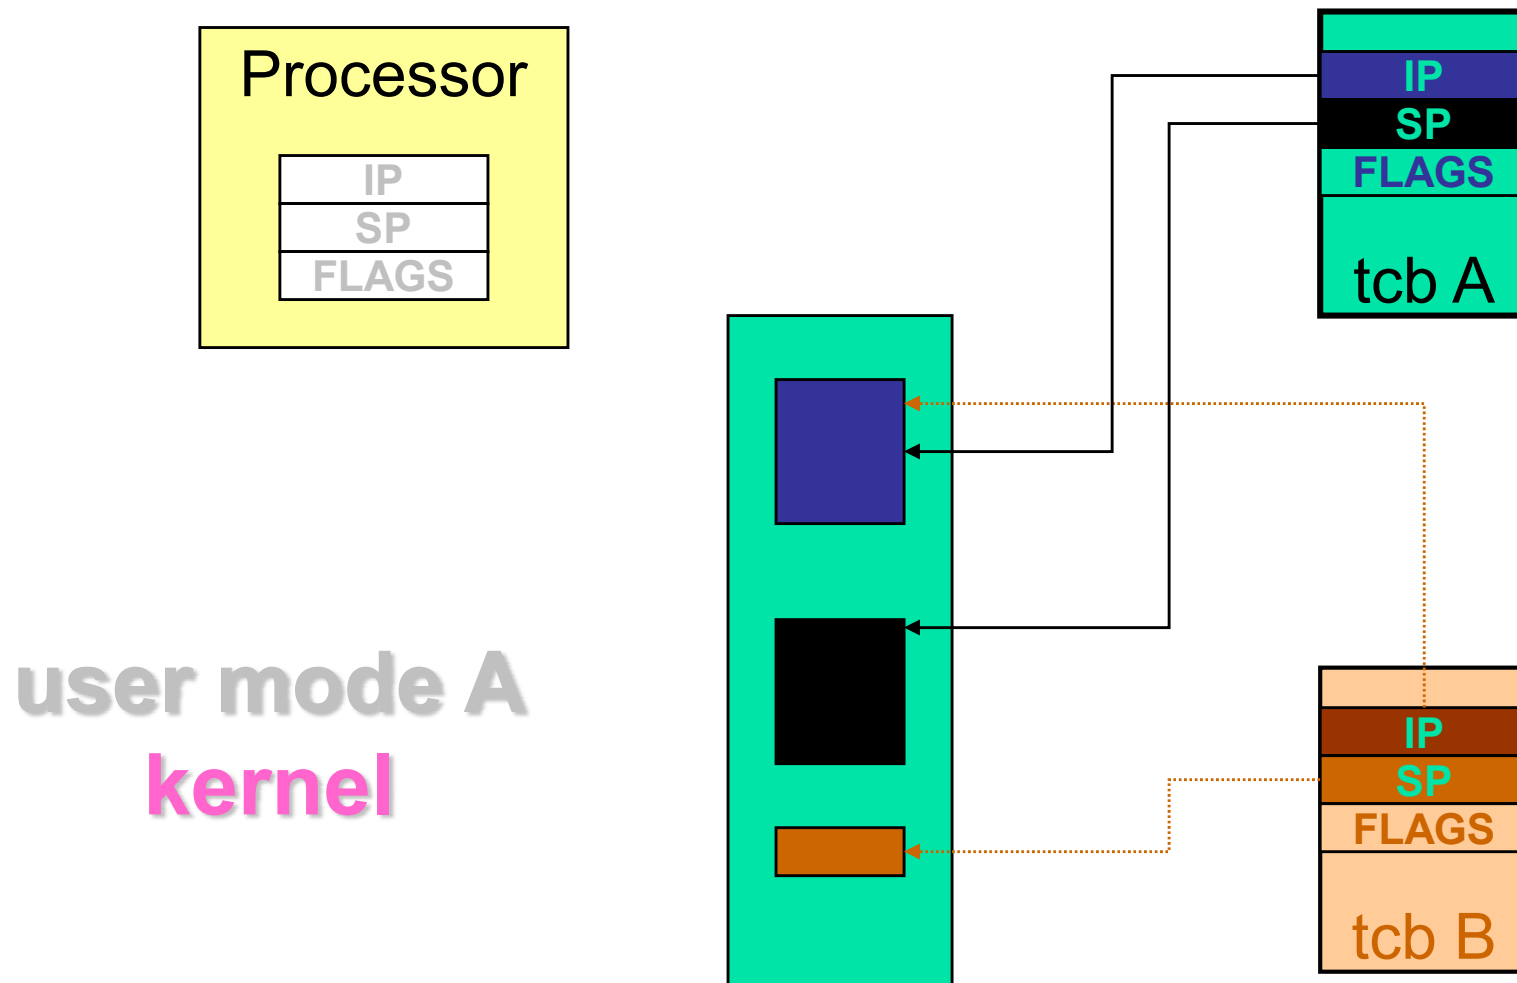 Processor
IP
SP
FLAGS
IP
SP
FLAGS
tcb A
user mode A
kernel
IP
SP
FLAGS
tcb B